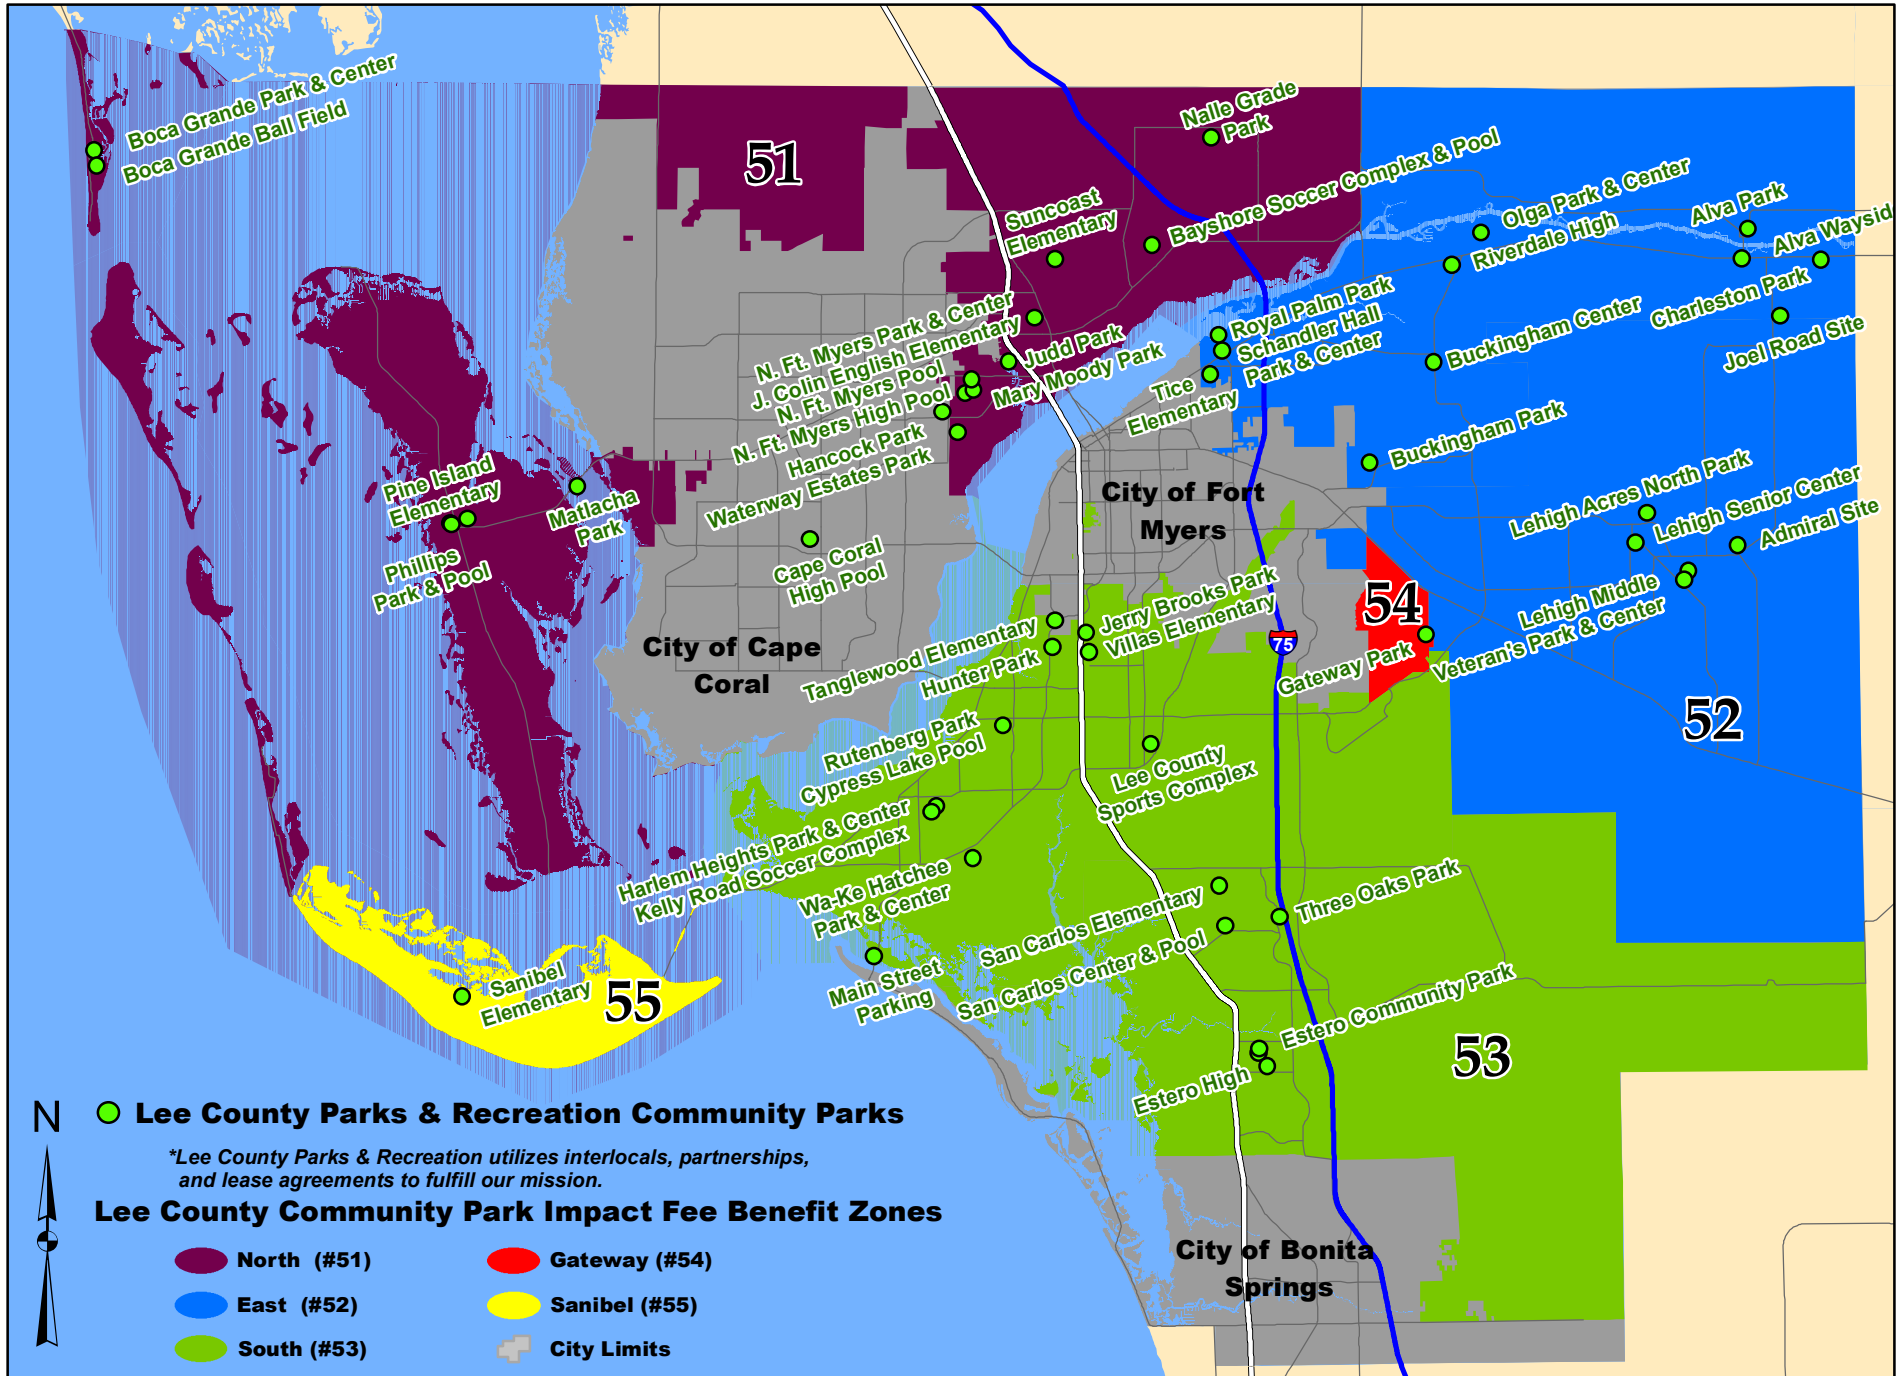 Boca Grande Park & Center
Boca Grande Ball Field
51
Nalle Grade
Park
Suncoast
Elementary
Bayshore Soccer Complex & Pool
Olga Park & Center
Riverdale High
Alva Park
Alva Waysid
Charleston Park
Joel Road Site
N. Ft. Myers Park & Center
J. Colin English Elementary
N. Ft. Myers Pool
N. Ft. Myers High Pool
Hancock Park
Waterway Estates Park
Judd Park
Mary Moody Park
Royal Palm Park
Schandler Hall
Park & Center
Tice
Elementary
Buckingham Center
Buckingham Park
Pine Island
Elementary
Matlacha
Park
Phillips
Park & Pool
Cape Coral
High Pool
City of Fort
Myers
Lehigh Acres North Park
Lehigh Senior Center
Admiral Site
Lehigh Middle
Veteran's Park & Center
54
Gateway Park
75
City of Cape
Coral
Jerry Brooks Park
Villas Elementary
Tanglewood Elementary
Hunter Park
52
Rutenberg Park
Cypress Lake Pool
Lee County
Sports Complex
Harlem Heights Park & Center
Kelly Road Soccer Complex
Wa-Ke Hatchee
Park & Center
San Carlos Elementary
San Carlos Center & Pool
Three Oaks Park
Main Street
Parking
Sanibel
Elementary
55
Estero Community Park
Estero High
53
City of Bonita
Springs
N
Lee County Parks & Recreation Community Parks
*Lee County Parks & Recreation utilizes interlocals, partnerships,
and lease agreements to fulfill our mission.
Lee County Community Park Impact Fee Benefit Zones
North (#51)
East (#52)
South (#53)
Gateway (#54)
Sanibel (#55)
City Limits